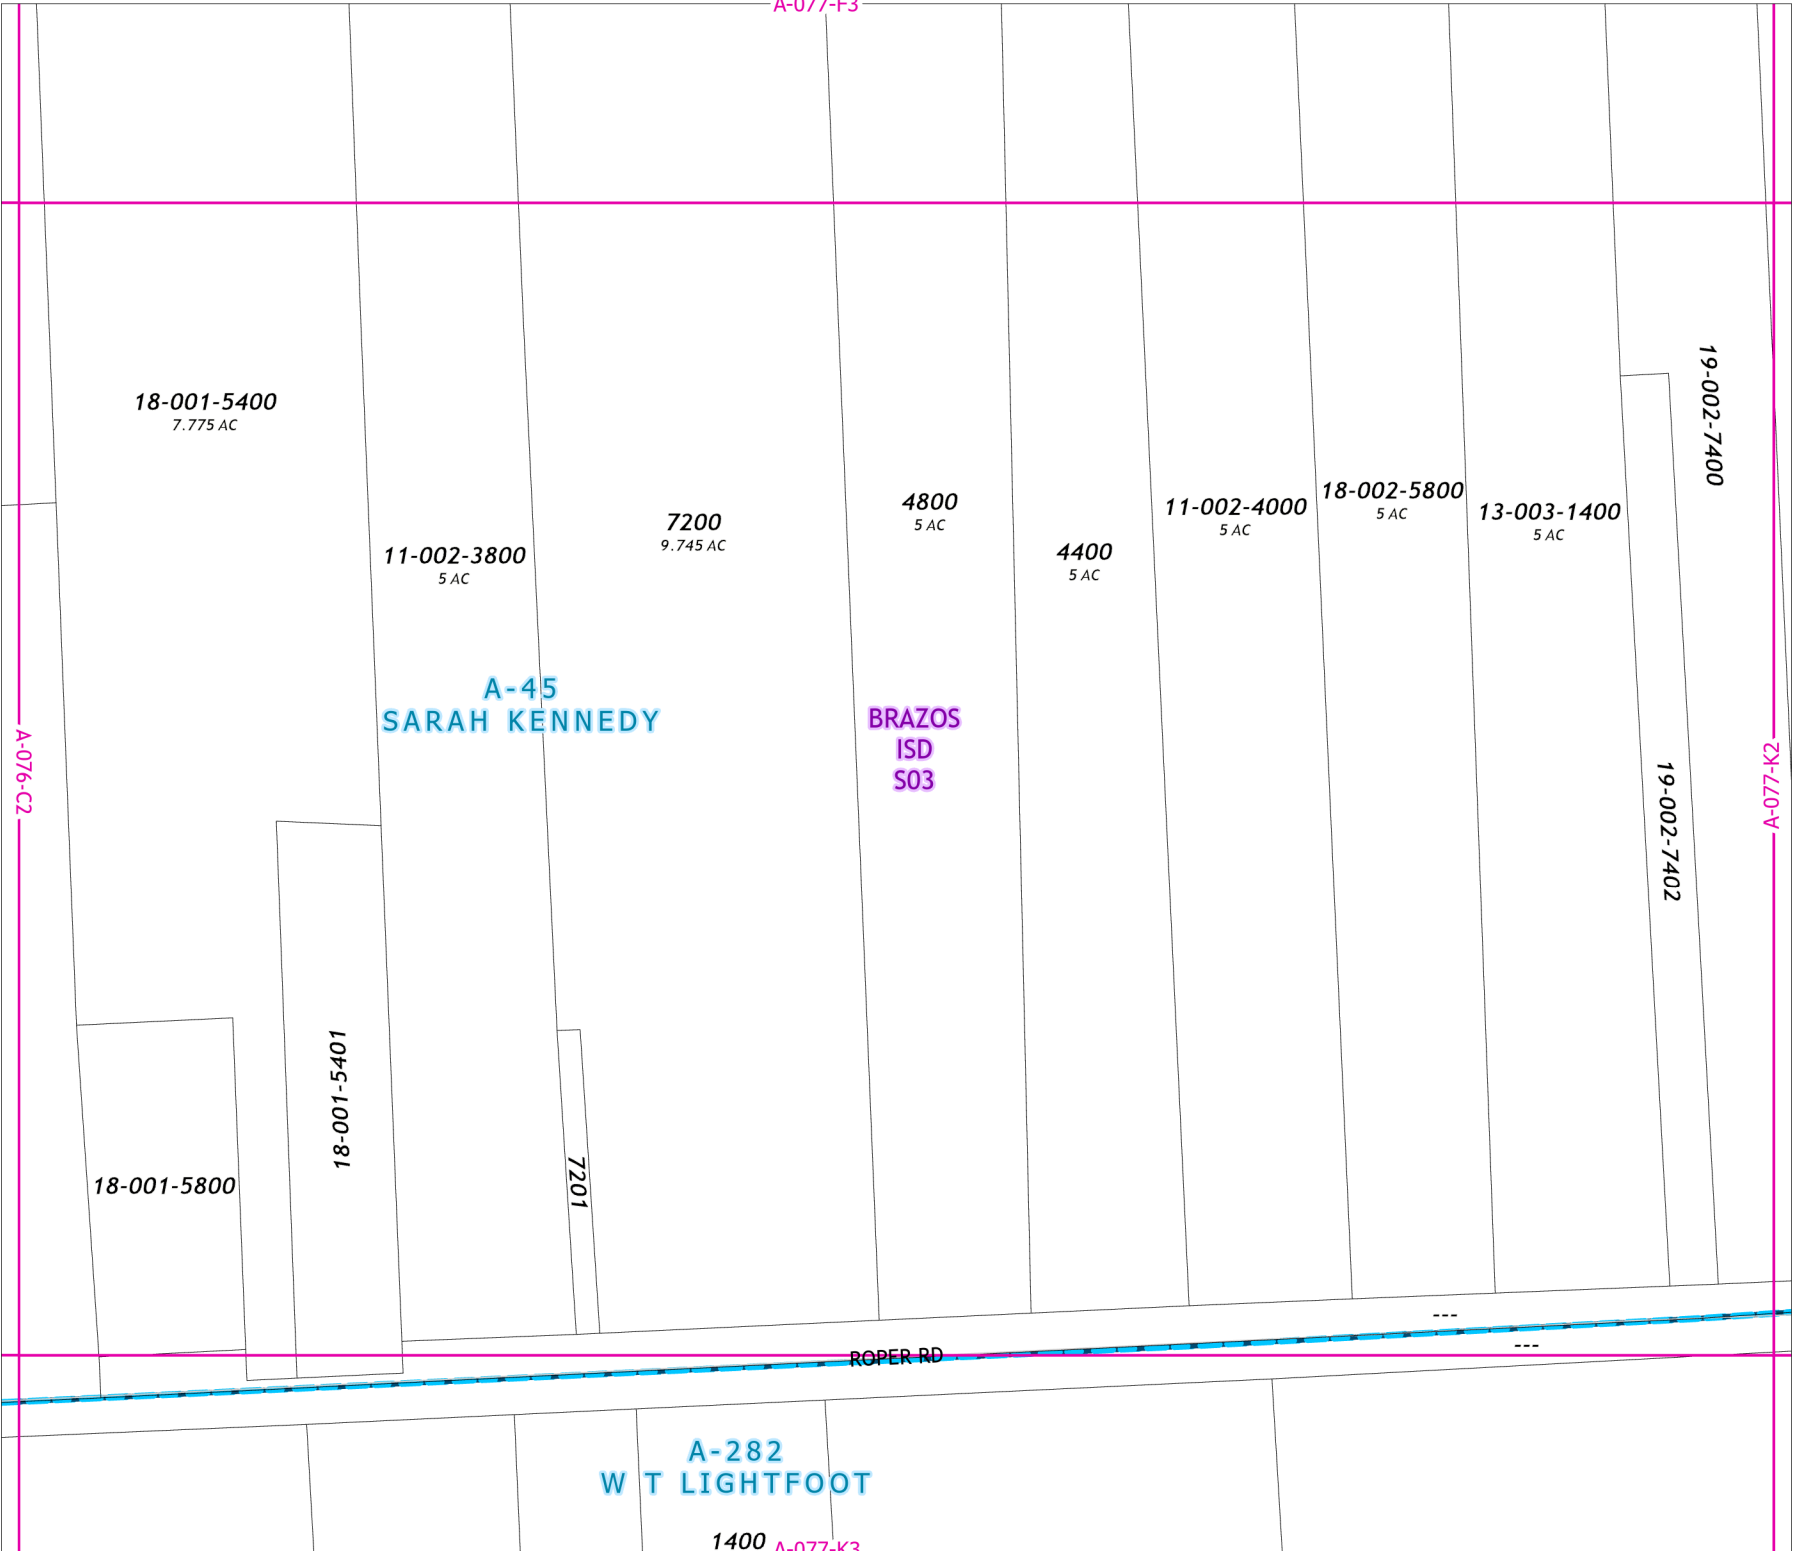 A-077-F3
18-001-5400
7.775 AC
11-002-3800
5 AC
7200
9.745 AC
4800
5 AC
4400
5 AC
11-002-4000
5 AC
18-002-5800
5 AC
13-003-1400
5 AC
19-002-7400
A-45
SARAH KENNEDY
BRAZOS
ISD
S03
A-076-C2
A-077-K2
19-002-7402
18-001-5401
18-001-5800
7201
---
ROPER RD
---
A-282
W T LIGHTFOOT
1400
A-077-K3